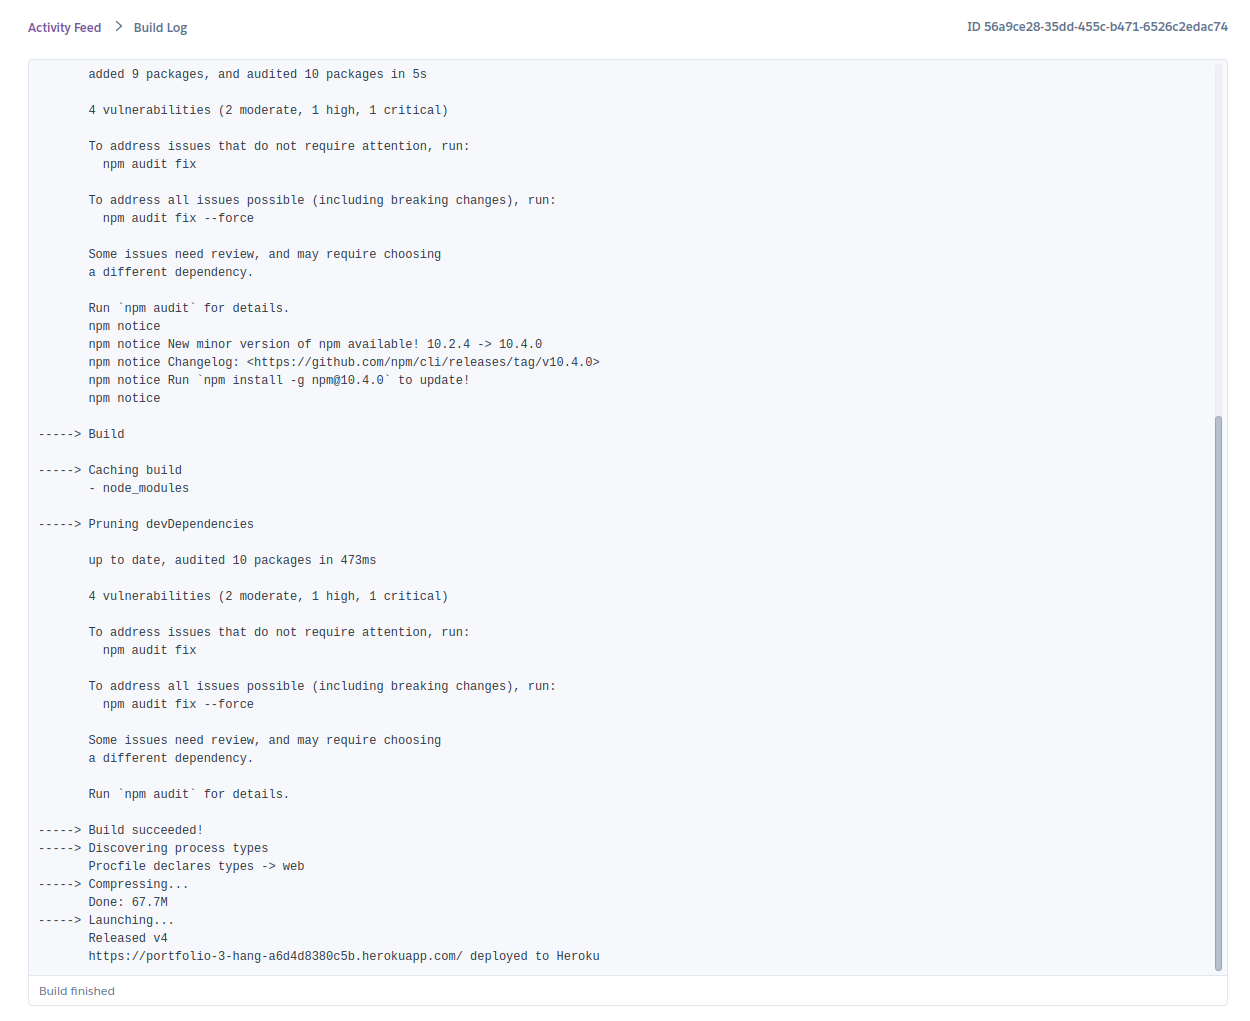 Activity Feed > Build Log
ID 56a9ce28-35dd-455c-b471-6526c2edac74
added 9 packages, and audited 10 packages in 5s
4 vulnerabilities (2 moderate, 1 high, 1 critical)
To address issues that do not require attention, run:
npm audit fix
To address all issues possible (including breaking changes), run:
npm audit fix --force
Some issues need review, and may require choosing
a different dependency.
Run `npm audit` for details.
npm notice
npm notice New minor version of npm available! 10.2.4 -> 10.4.0
npm notice Changelog: <https://github.com/npm/cli/releases/tag/v10.4.0>
npm notice Run `npm install -g npm@10.4.0` to update!
npm notice
-----> Build
-----> Caching build
- node_modules
-----> Pruning devDependencies
up to date, audited 10 packages in 473ms
4 vulnerabilities (2 moderate, 1 high, 1 critical)
To address issues that do not require attention, run:
npm audit fix
To address all issues possible (including breaking changes), run:
npm audit fix --force
Some issues need review, and may require choosing
a different dependency.
Run `npm audit` for details.
-----> Build succeeded!
-----> Discovering process types
Procfile declares types -> web
-----> Compressing...
Done: 67.7M
-----> Launching...
Released v4
https://portfolio-3-hang-a6d4d8380c5b.herokuapp.com/ deployed to Heroku
Build finished